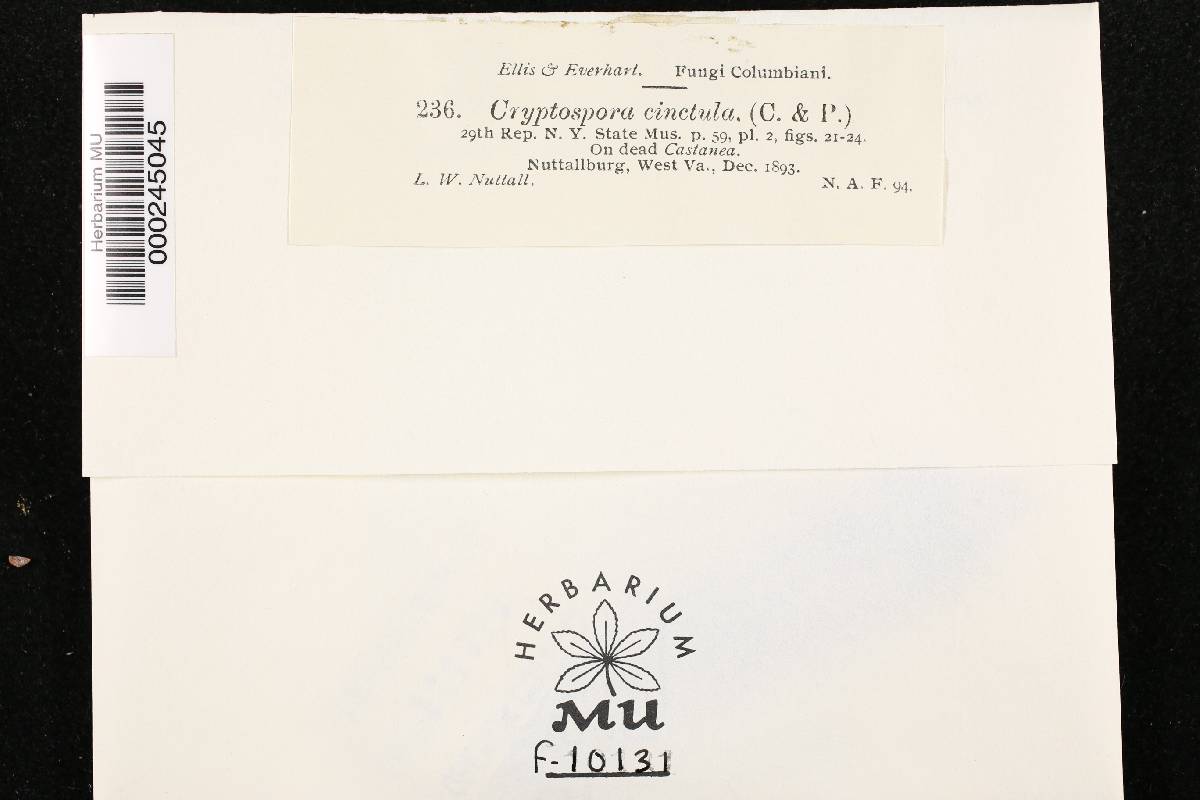 Ellis & Everhart. Fungi Columbiani.
236. Cryptospora cinctula. (C. & P.)
29th Rep. N. Y. State Mus. p. 59, pl. 2, figs. 21-24.
On dead Castanea.
Nuttallburg, West Va., Dec. 1893.
L. W. Nuttall. N. A. F. 94.
Herbarium MU
000245045
HERBARIUM
MU
F-10131